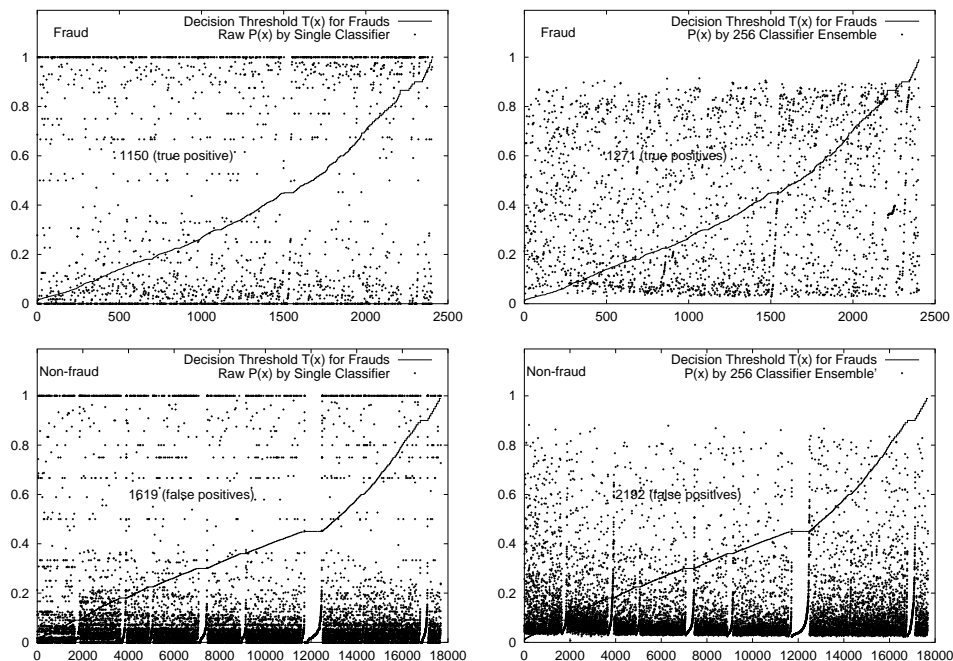 Decision Threshold T(x) for Frauds
Fraud
Raw P(x) by Single Classifier
1
0.8
0.6
1150 (true positive)'
0.4
0.2
0
0 500 1000 1500 2000 2500
Decision Threshold T(x) for Frauds
Fraud
P(x) by 256 Classifier Ensemble
1
0.8
0.6
1271 (true positives)
0.4
0.2
0
0 500 1000 1500 2000 2500
Decision Threshold T(x) for Frauds
Non-fraud
Raw P(x) by Single Classifier
1
0.8
0.6
1619 (false positives)
0.4
0.2
0
0 2000 4000 6000 8000 10000 12000 14000 16000 18000
Decision Threshold T(x) for Frauds
Non-fraud
P(x) by 256 Classifier Ensemble'
1
0.8
0.6
2192 (false positives)
0.4
0.2
0
0 2000 4000 6000 8000 10000 12000 14000 16000 18000